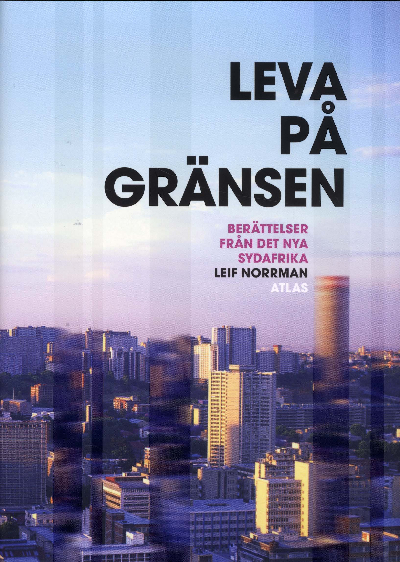 LEVA
PÅ
GRÄNSEN
BERÄTTELSER
FRÅN DET NYA
SYDAFRIKA
LEIF NORRMAN
ATLAS